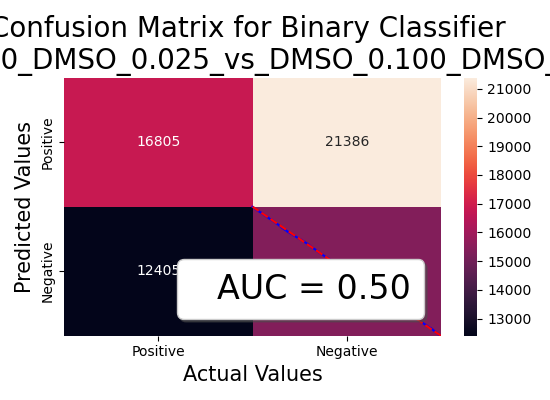 Confusion Matrix for Binary Classifier
0_DMSO_0.025_vs_DMSO_0.100_DMSO_
Predicted Values
Positive
Negative
16805
21386
12405
AUC = 0.50
Positive
Negative
Actual Values
21000
20000
19000
18000
17000
16000
15000
14000
13000